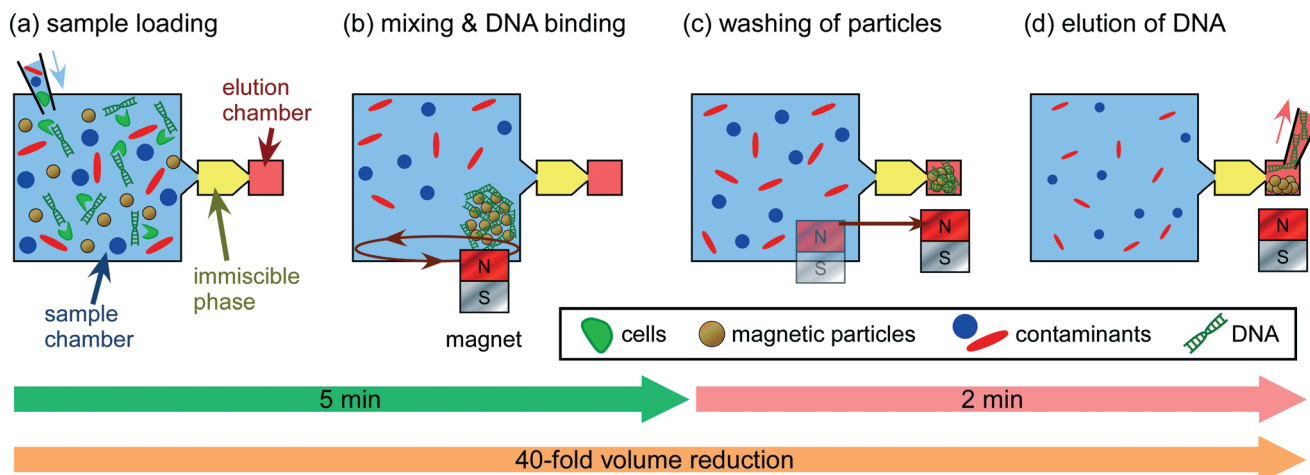 (a) sample loading
(b) mixing & DNA binding
(c) washing of particles
(d) elution of DNA
elution
chamber
immiscible
phase
sample
chamber
N
S
magnet
N
S
N
S
N
S
cells
magnetic particles
contaminants
DNA
5 min
2 min
40-fold volume reduction